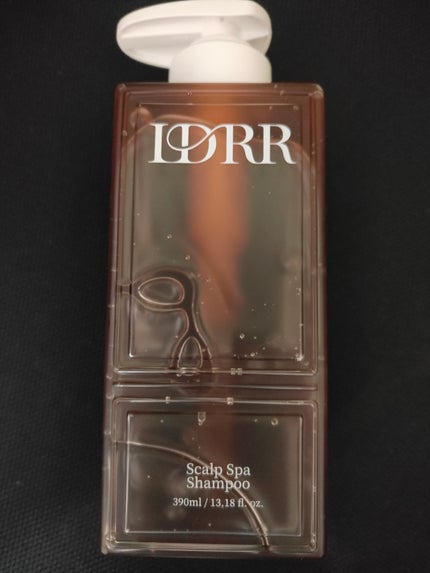 LDRR
Scalp Spa
Shampoo
390ml / 13,18 fl. oz.